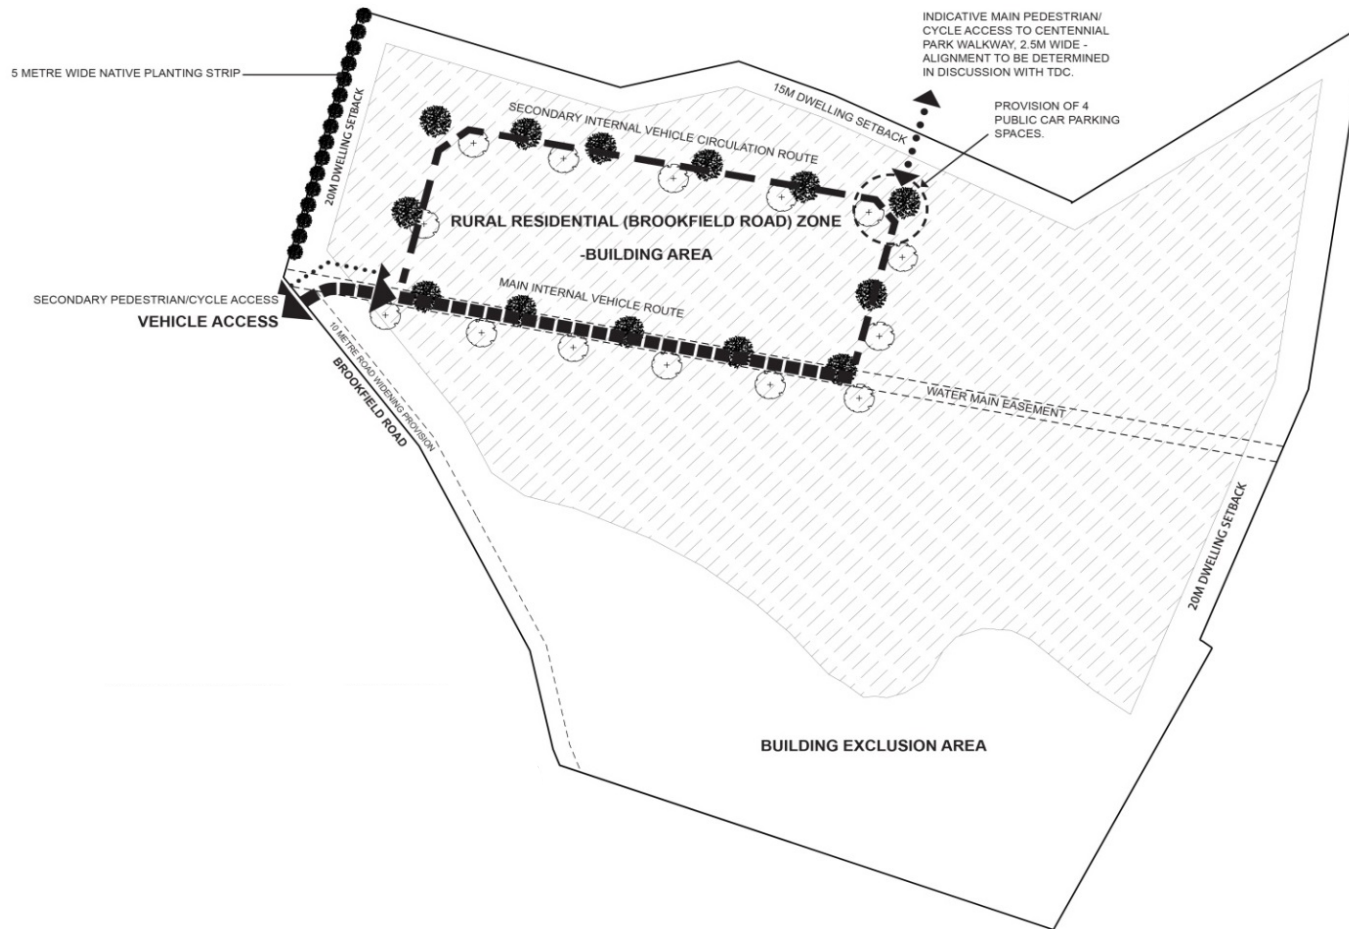 INDICATIVE MAIN PEDESTRIAN/
CYCLE ACCESS TO CENTENNIAL
PARK WALKWAY, 2.5M WIDE -
ALIGNMENT TO BE DETERMINED
IN DISCUSSION WITH TDC.
5 METRE WIDE NATIVE PLANTING STRIP
15M DWELLING SETBACK
PROVISION OF 4
PUBLIC CAR PARKING
SPACES.
SECONDARY INTERNAL VEHICLE CIRCULATION ROUTE
20M DWELLING SETBACK
RURAL RESIDENTIAL (BROOKFIELD ROAD) ZONE
-BUILDING AREA
MAIN INTERNAL VEHICLE ROUTE
SECONDARY PEDESTRIAN/CYCLE ACCESS
VEHICLE ACCESS
10 METRE ROAD WIDENING PROVISION
BROOKFIELD ROAD
WATER MAIN EASEMENT
20M DWELLING SETBACK
BUILDING EXCLUSION AREA